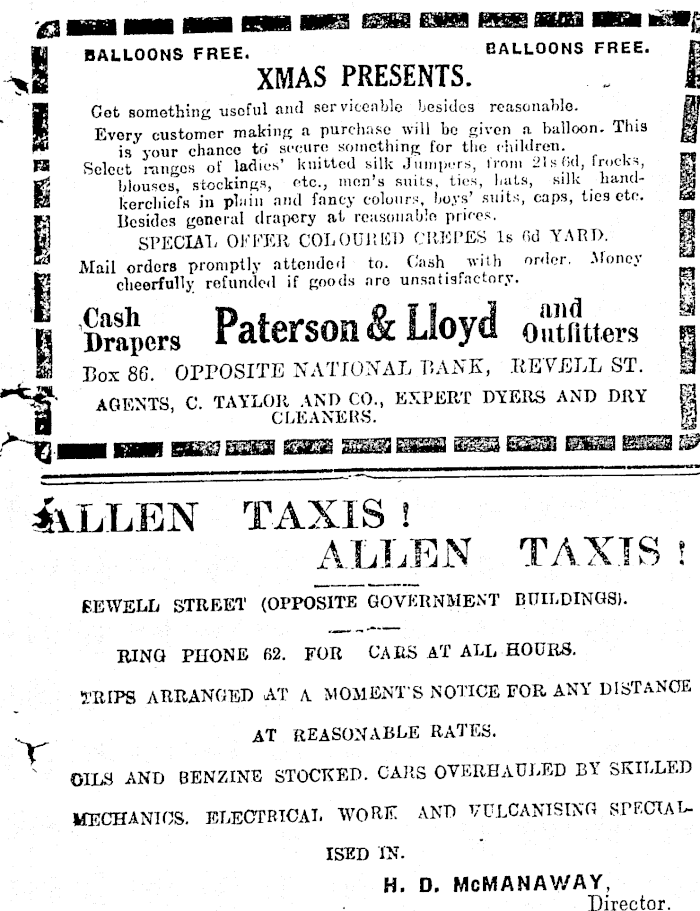 BALLOONS FREE. BALLOONS FREE.
XMAS PRESENTS.
Get something useful and serviceable besides reasonable.
Every customer making a purchase will be given a balloon. This
is your chance to secure something for the children.
Select ranges of ladies' knitted silk Jumpers, from 21s 6d, frocks,
blouses, stockings, etc., men's suits, ties, hats, silk hand-
kerchiefs in plain and fancy colours, boys' suits, caps, ties etc.
Besides general drapery at reasonable prices.
SPECIAL OFFER COLOURED CREPES 1s 6d YARD.
Mail orders promptly attended to. Cash with order. Money
cheerfully refunded if goods are unsatisfactory.
Cash Drapers Paterson & Lloyd and Outfitters
Box 86. OPPOSITE NATIONAL BANK, REVELL ST.
AGENTS, C. TAYLOR AND CO., EXPERT DYERS AND DRY
CLEANERS.
ALLEN TAXIS!
ALLEN TAXIS!
SEWELL STREET (OPPOSITE GOVERNMENT BUILDINGS).
RING PHONE 62. FOR CARS AT ALL HOURS.
TRIPS ARRANGED AT A MOMENT'S NOTICE FOR ANY DISTANCE
AT REASONABLE RATES.
OILS AND BENZINE STOCKED. CARS OVERHAULED BY SKILLED
MECHANICS. ELECTRICAL WORK AND VULCANISING SPECIAL-
ISED IN.
H. D. McMANAWAY,
Director.